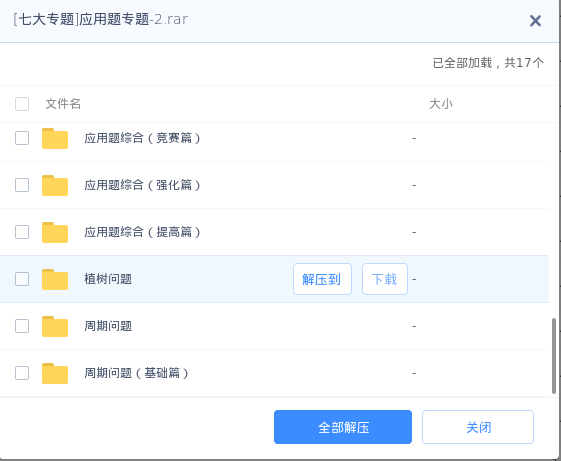 [七大专题]应用题专题-2.rar
已全部加载，共17个
文件名 大小
应用题综合（竞赛篇） -
应用题综合（强化篇） -
应用题综合（提高篇） -
植树问题 解压到 下载 -
周期问题 -
周期问题（基础篇） -
全部解压 关闭